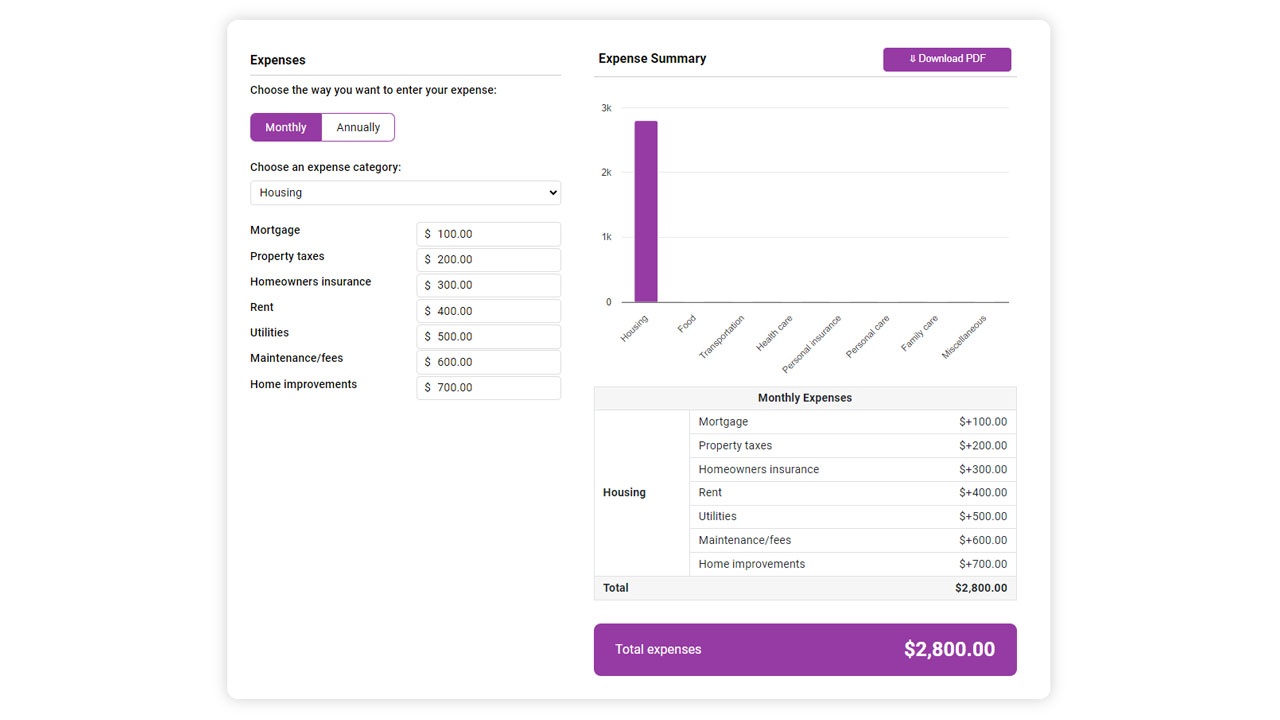 Expenses
Choose the way you want to enter your expense:
Monthly Annually
Choose an expense category:
Housing
Mortgage $ 100.00
Property taxes $ 200.00
Homeowners insurance $ 300.00
Rent $ 400.00
Utilities $ 500.00
Maintenance/fees $ 600.00
Home improvements $ 700.00
Expense Summary
⇓ Download PDF
3k
2k
1k
0
Housing
Food
Transportation
Health care
Personal insurance
Personal care
Family care
Miscellaneous
Monthly Expenses
Housing
Mortgage $+100.00
Property taxes $+200.00
Homeowners insurance $+300.00
Rent $+400.00
Utilities $+500.00
Maintenance/fees $+600.00
Home improvements $+700.00
Total $2,800.00
Total expenses $2,800.00